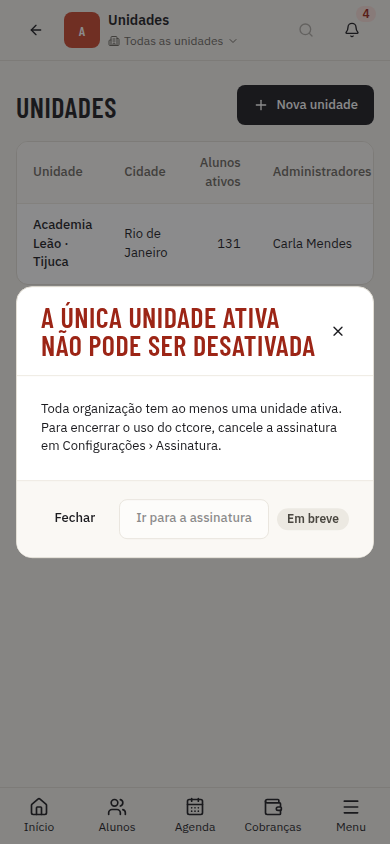 Unidades
4
A
Todas as unidades
UNIDADES
Nova unidade
Unidade
Cidade
Alunos
ativos
Administradores
Academia
Leão ·
Tijuca
Rio de
Janeiro
131
Carla Mendes
A ÚNICA UNIDADE ATIVA
NÃO PODE SER DESATIVADA
Toda organização tem ao menos uma unidade ativa.
Para encerrar o uso do ctcore, cancele a assinatura
em Configurações › Assinatura.
Fechar
Ir para a assinatura
Em breve
Início
Alunos
Agenda
Cobranças
Menu